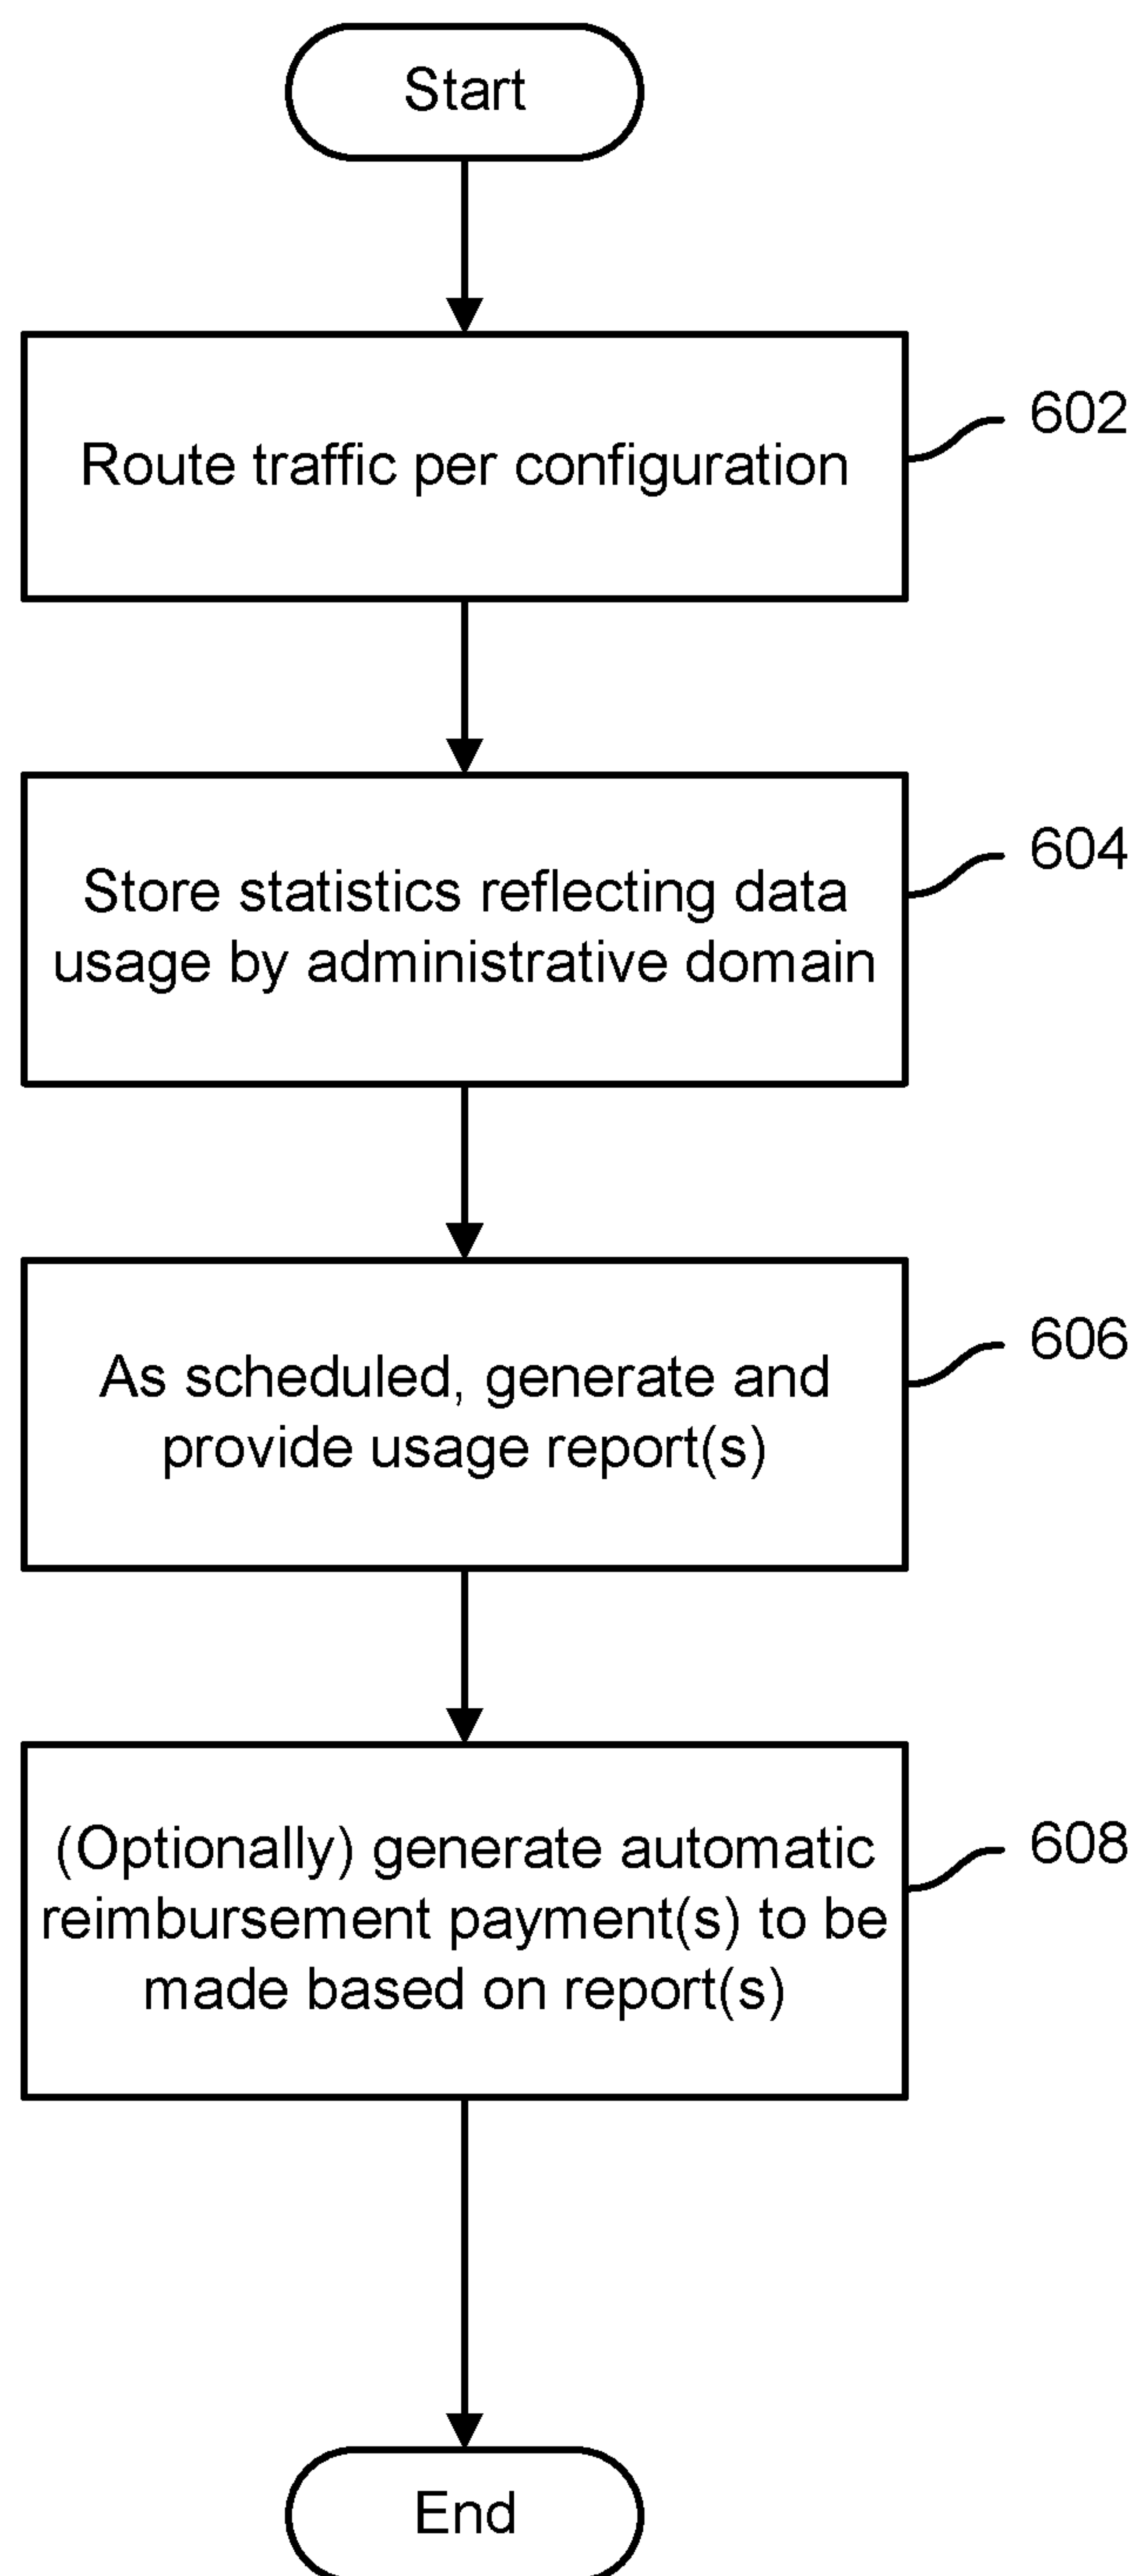 Start
Route traffic per configuration
602
Store statistics reflecting data
usage by administrative domain
604
As scheduled, generate and
provide usage report(s)
606
(Optionally) generate automatic
reimbursement payment(s) to be
made based on report(s)
608
End